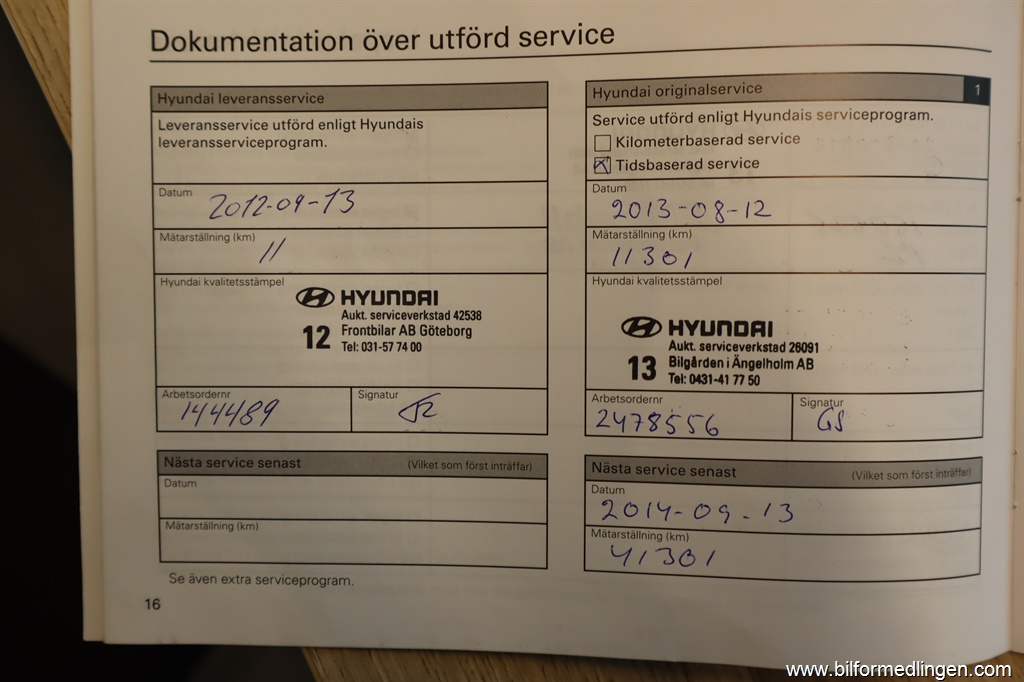 Dokumentation över utförd service
Hyundai leveransservice
Leveransservice utförd enligt Hyundais
leveransserviceprogram.
Datum
2012-09-13
Mätarställning (km)
11
Hyundai kvalitetsstämpel
HYUNDAI
Aukt. serviceverkstad 42538
12 Frontbilar AB Göteborg
Tel: 031-57 74 00
Arbetsordernr
144489
Signatur
Nästa service senast (Vilket som först inträffar)
Datum
Mätarställning (km)
Se även extra serviceprogram.
16
Hyundai originalservice 1
Service utförd enligt Hyundais serviceprogram.
Kilometerbaserad service
Tidsbaserad service
Datum
2013-08-12
Mätarställning (km)
11301
Hyundai kvalitetsstämpel
HYUNDAI
Aukt. serviceverkstad 26091
13 Bilgården i Ängelholm AB
Tel: 0431-41 77 50
Arbetsordernr
2478556
Signatur
GS
Nästa service senast (Vilket som först inträffar)
Datum
2014-09-13
Mätarställning (km)
41301
www.bilformedlingen.com